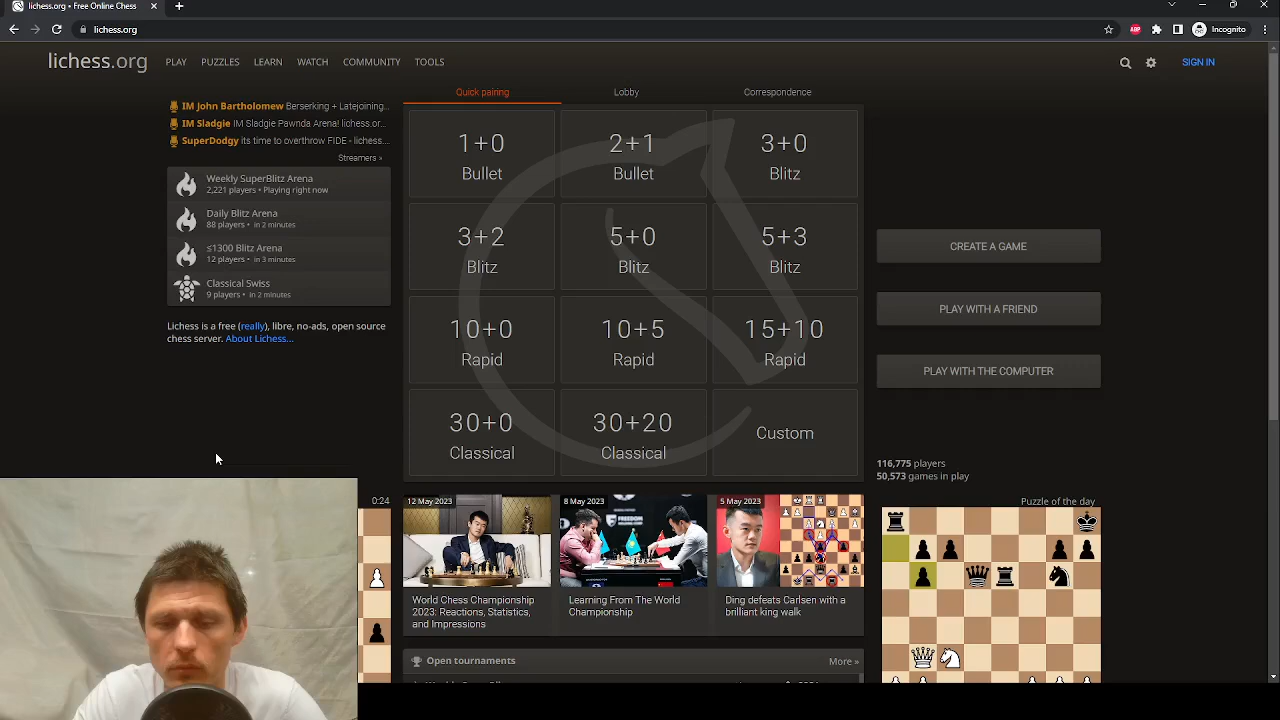 lichess.org • Free Online Chess
lichess.org
Incognito
lichess.org
PLAY
PUZZLES
LEARN
WATCH
COMMUNITY
TOOLS
SIGN IN
IM John Bartholomew Berserking + Latejoining...
IM Sladgie IM Sladgie Pawnda Arena! lichess.or...
SuperDodgy its time to overthrow FIDE - lichess...
Streamers »
Weekly SuperBlitz Arena
2,221 players • Playing right now
Daily Blitz Arena
88 players • in 2 minutes
≤1300 Blitz Arena
12 players • in 3 minutes
Classical Swiss
9 players • in 2 minutes
Lichess is a free (really), libre, no-ads, open source
chess server. About Lichess...
Quick pairing
Lobby
Correspondence
1+0
Bullet
2+1
Bullet
3+0
Blitz
3+2
Blitz
5+0
Blitz
5+3
Blitz
10+0
Rapid
10+5
Rapid
15+10
Rapid
30+0
Classical
30+20
Classical
Custom
CREATE A GAME
PLAY WITH A FRIEND
PLAY WITH THE COMPUTER
116,775 players
50,573 games in play
0:24
12 May 2023
World Chess Championship
2023: Reactions, Statistics,
and Impressions
8 May 2023
Learning From The World
Championship
5 May 2023
Ding defeats Carlsen with a
brilliant king walk
Puzzle of the day
Open tournaments
More »